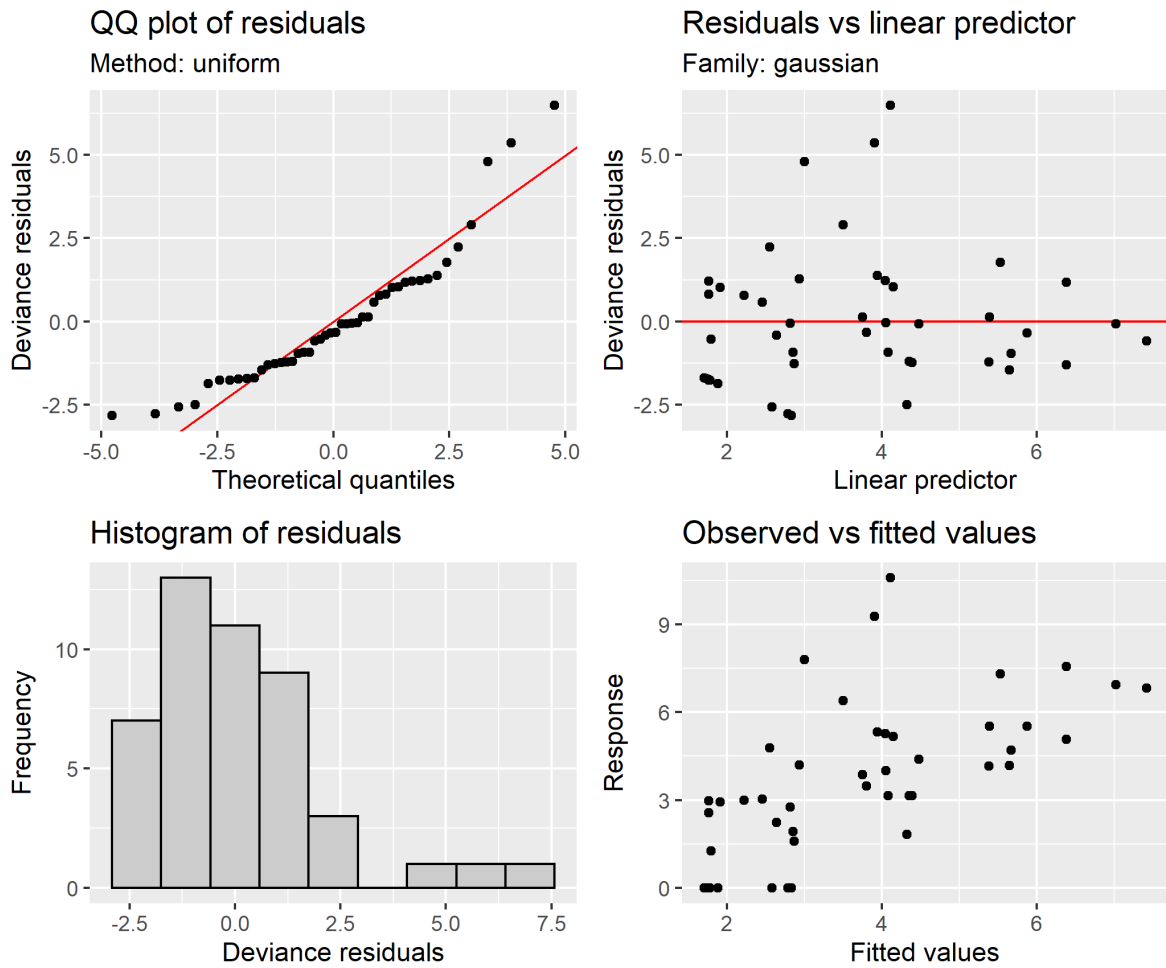 QQ plot of residuals
Method: uniform
Deviance residuals
5.0
2.5
0.0
-2.5
-5.0
-2.5
0.0
2.5
5.0
Theoretical quantiles
Residuals vs linear predictor
Family: gaussian
Deviance residuals
5.0
2.5
0.0
-2.5
2
4
6
Linear predictor
Histogram of residuals
Frequency
10
5
0
-2.5
0.0
2.5
5.0
7.5
Deviance residuals
Observed vs fitted values
Response
9
6
3
0
2
4
6
Fitted values